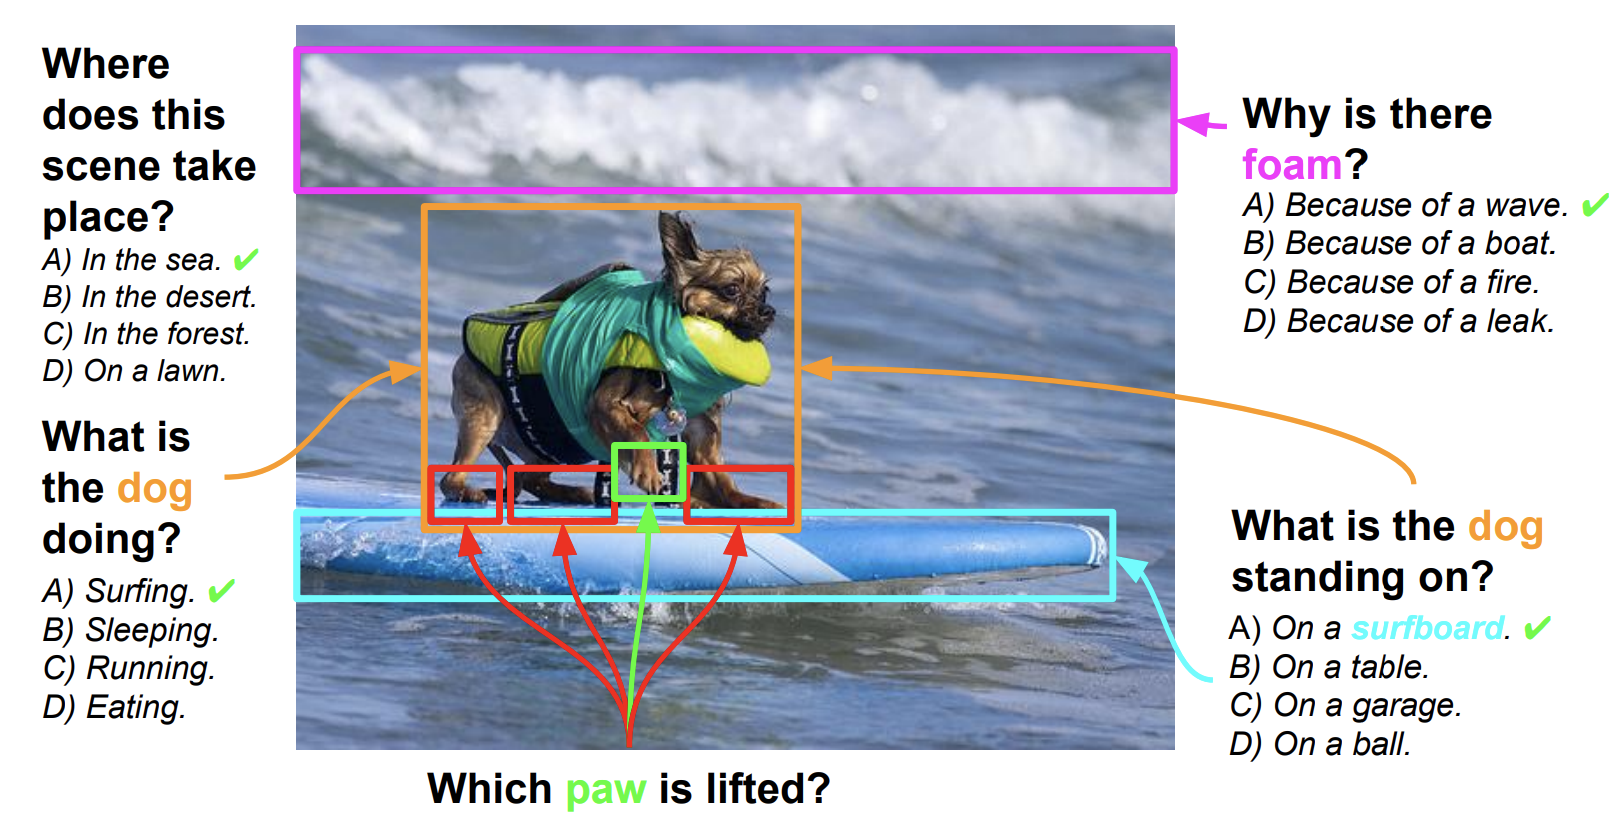 Where
does this
scene take
place?
A) In the sea. ✔
B) In the desert.
C) In the forest.
D) On a lawn.
What is
the dog
doing?
A) Surfing. ✔
B) Sleeping.
C) Running.
D) Eating.
Why is there
foam?
A) Because of a wave. ✔
B) Because of a boat.
C) Because of a fire.
D) Because of a leak.
What is the dog
standing on?
A) On a surfboard. ✔
B) On a table.
C) On a garage.
D) On a ball.
Which paw is lifted?